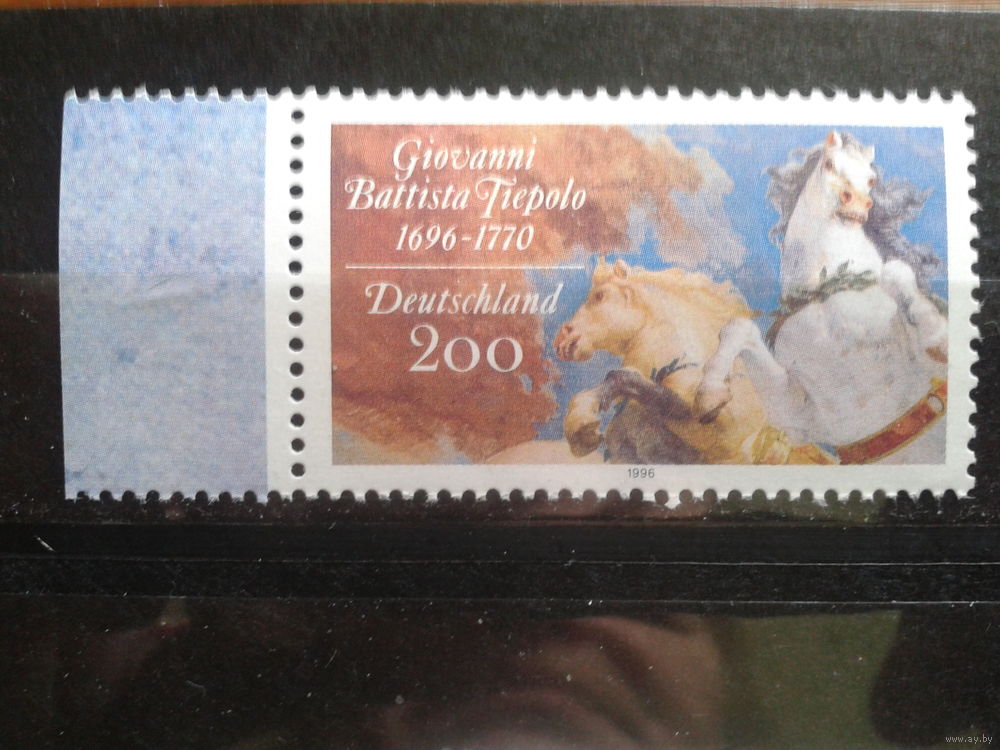 Giovanni
Battista Tiepolo
1696-1770
Deutschland
200
1996
www.ay.by